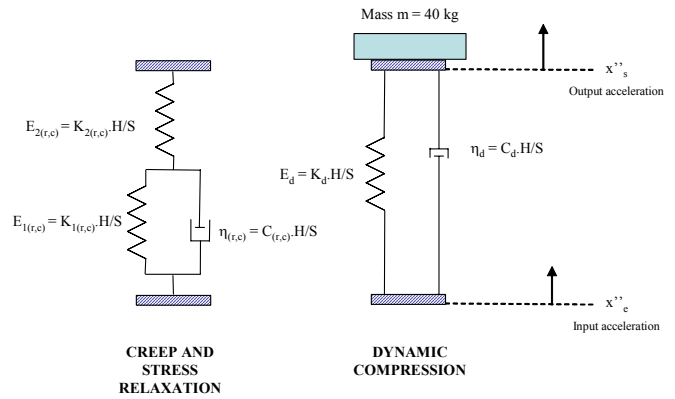 Mass m = 40 kg
x’’s
Output acceleration
E2(r,c) = K2(r,c).H/S
ηd = Cd.H/S
Ed = Kd.H/S
E1(r,c) = K1(r,c).H/S
η(r,c) = C(r,c).H/S
x’’e
Input acceleration
CREEP AND
STRESS
RELAXATION
DYNAMIC
COMPRESSION